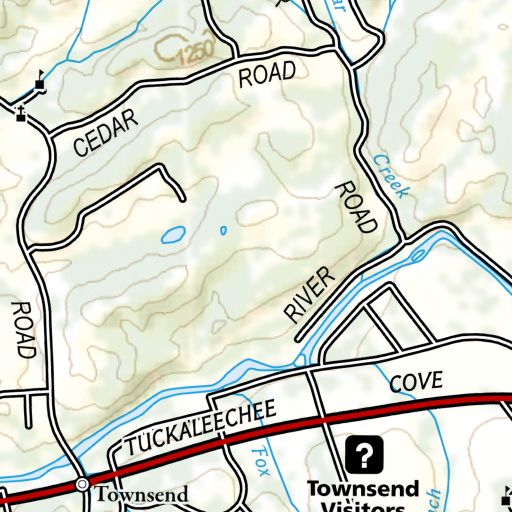 1250
CEDAR
ROAD
Creek
ROAD
RIVER
ROAD
TUCKALEECHEE
COVE
Fox
?
Townsend
Townsend
Visitors